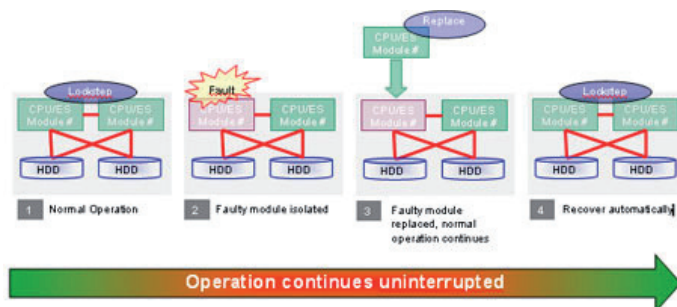 Lockstep
CPU/ES
Module #
CPU/ES
Module #
HDD
HDD
1
Normal Operation
Fault
CPU/ES
Module #
CPU/ES
Module #
HDD
HDD
2
Faulty module isolated
Replace
CPU/ES
Module #
CPU/ES
Module #
CPU/ES
Module #
HDD
HDD
3
Faulty module
replaced, normal
operation continues
Lockstep
CPU/ES
Module #
CPU/ES
Module #
HDD
HDD
4
Recover automatically
Operation continues uninterrupted